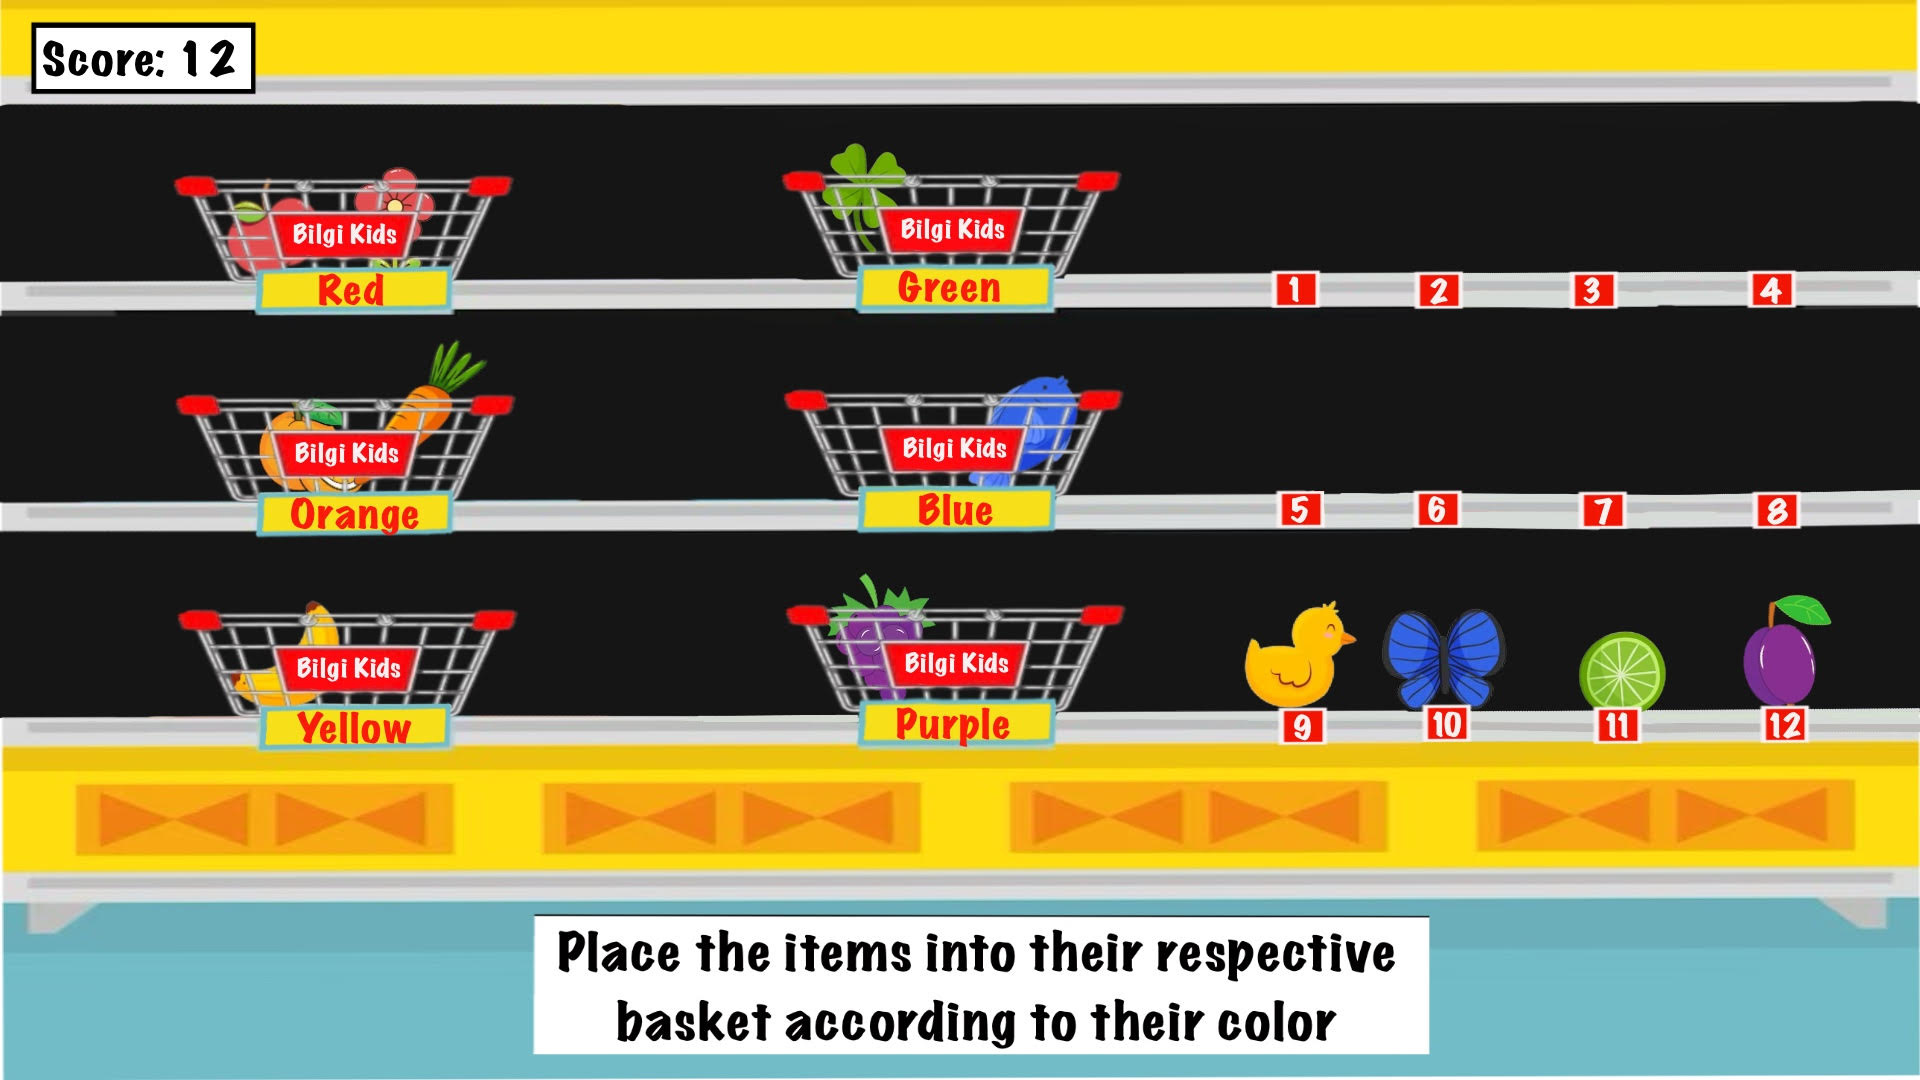 Score: 12
Bilgi Kids
Red
Bilgi Kids
Green
1
2
3
4
Bilgi Kids
Orange
Bilgi Kids
Blue
5
6
7
8
Bilgi Kids
Yellow
Bilgi Kids
Purple
9
10
11
12
Place the items into their respective
basket according to their color